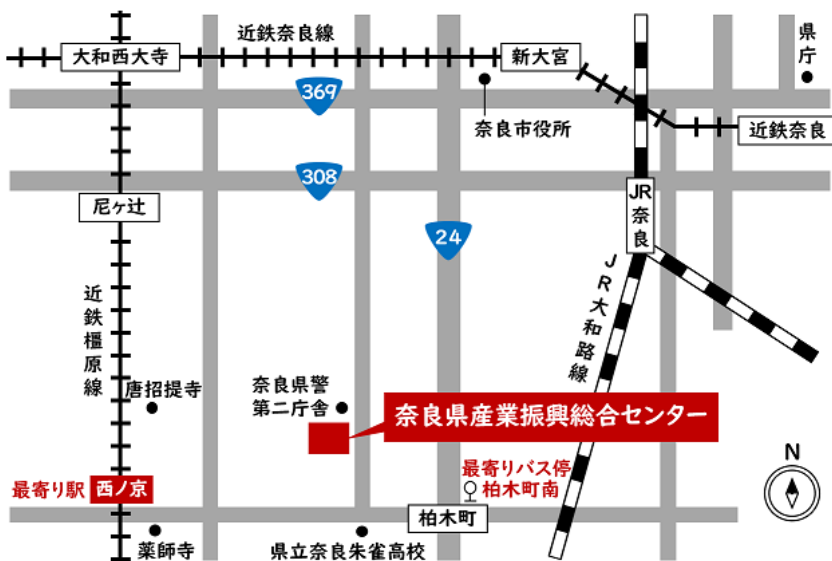 近鉄奈良線
県庁
大和西大寺
新大宮
369
奈良市役所
近鉄奈良
308
尼ヶ辻
JR奈良
24
近鉄橿原線
JR大和路線
唐招提寺
奈良県警
第二庁舎
奈良県産業振興総合センター
最寄り駅 西ノ京
最寄りバス停
柏木町南
N
柏木町
薬師寺
県立奈良朱雀高校